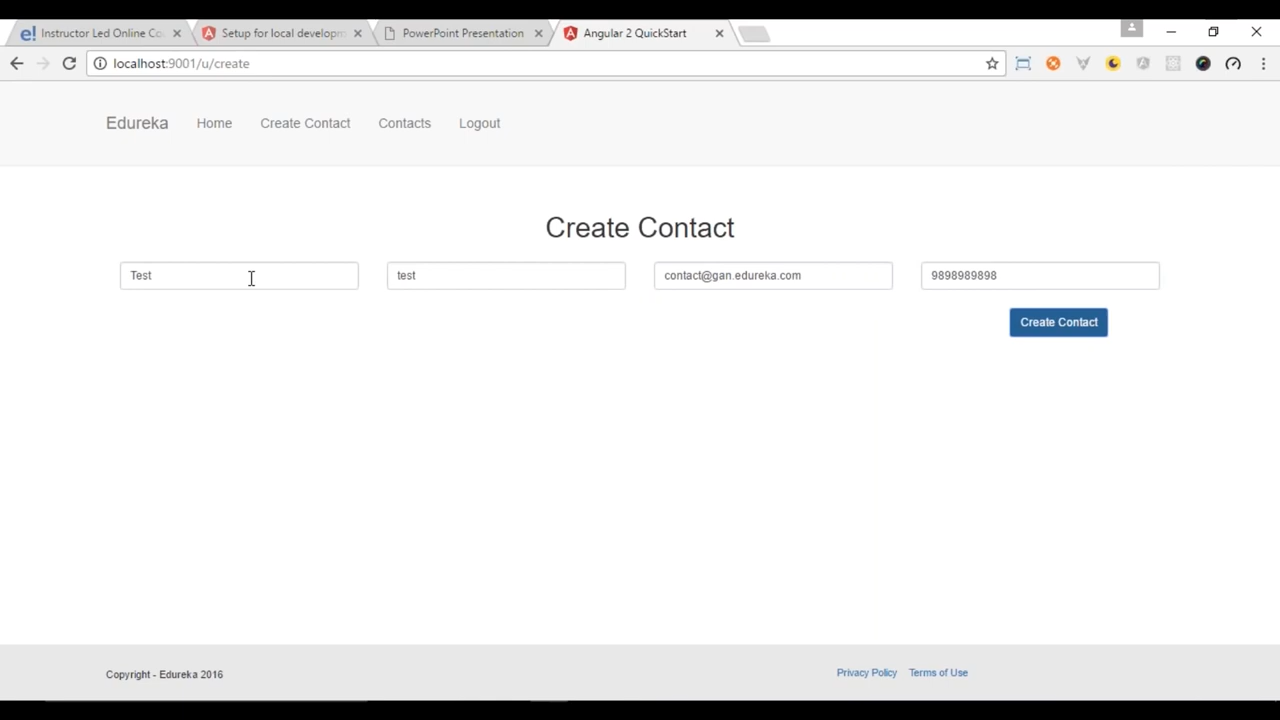 Instructor Led Online Co
Setup for local developm
PowerPoint Presentation
Angular 2 QuickStart
localhost:9001/u/create
Edureka
Home
Create Contact
Contacts
Logout
Create Contact
Test
test
contact@gan.edureka.com
9898989898
Create Contact
Copyright - Edureka 2016
Privacy Policy
Terms of Use